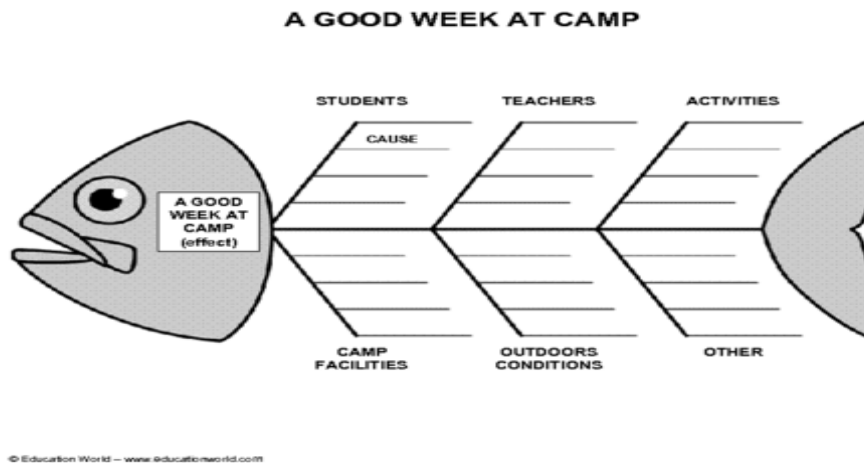 A GOOD WEEK AT CAMP
STUDENTS
TEACHERS
ACTIVITIES
CAUSE
A GOOD
WEEK AT
CAMP
(effect)
CAMP
FACILITIES
OUTDOORS
CONDITIONS
OTHER
© Education World – www.educationworld.com